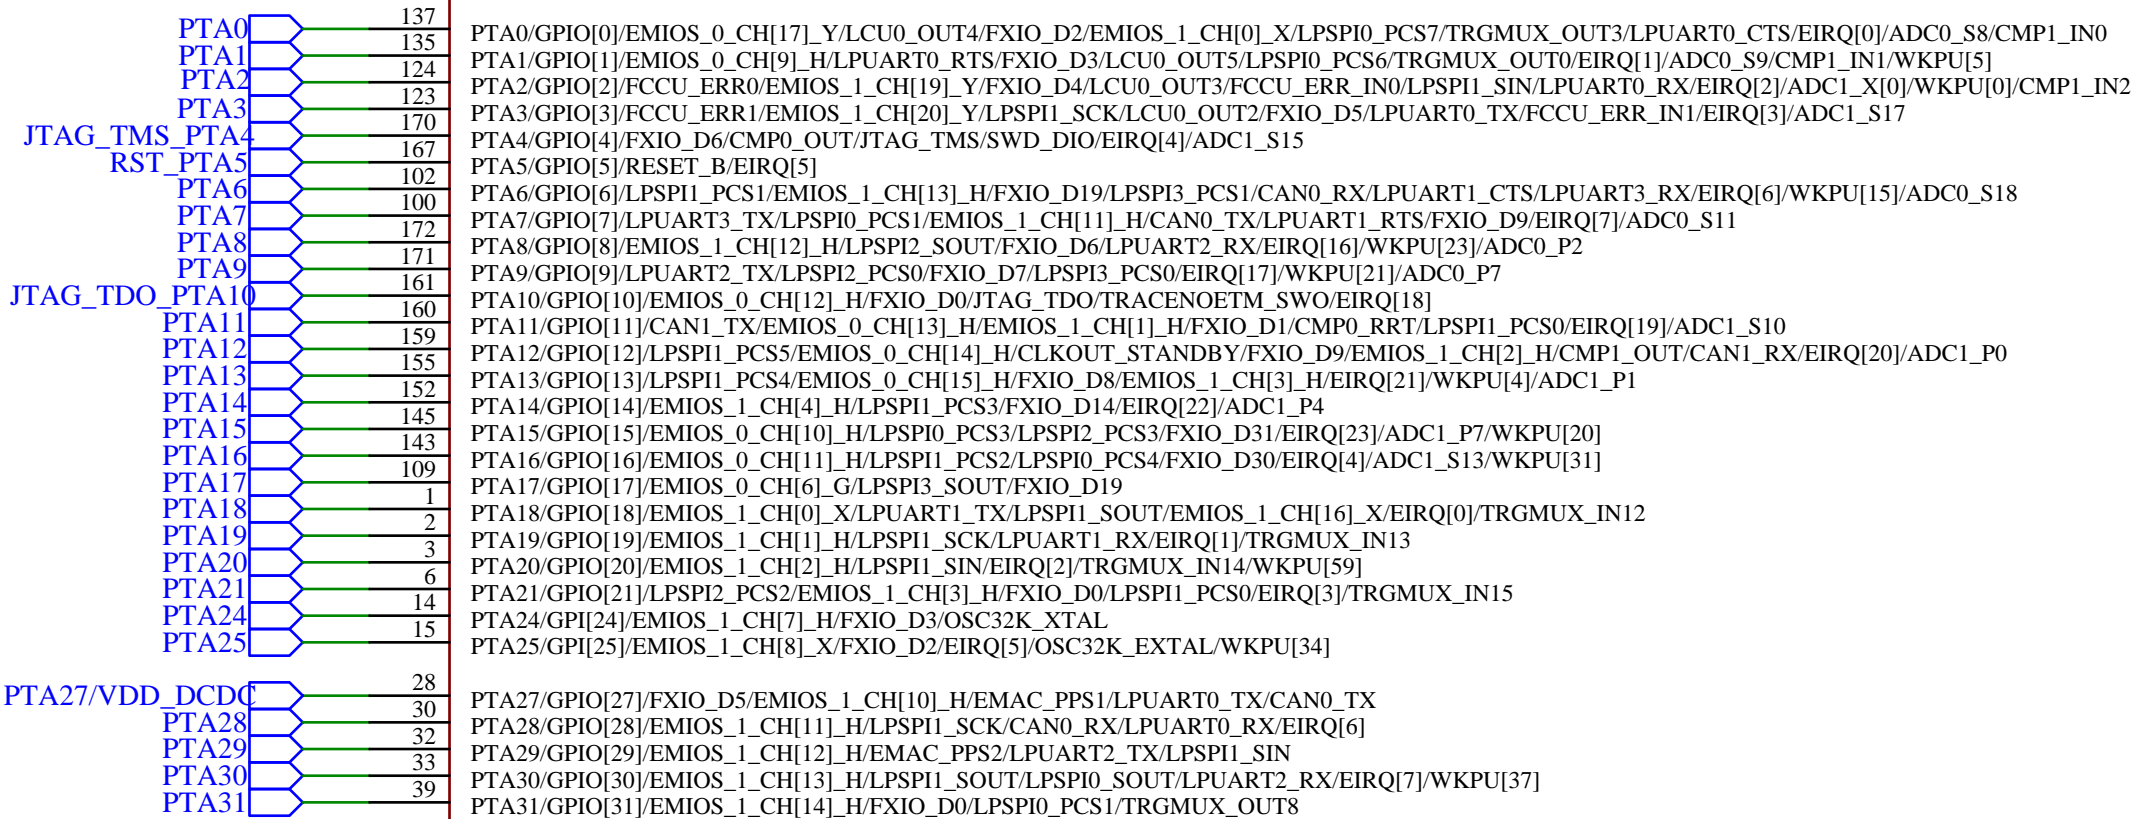 PTA0 137 PTA0/GPIO[0]/EMIOS_0_CH[17]_Y/LCU0_OUT4/FXIO_D2/EMIOS_1_CH[0]_X/LPSPI0_PCS7/TRGMUX_OUT3/LPUART0_CTS/EIRQ[0]/ADC0_S8/CMP1_IN0
PTA1 135 PTA1/GPIO[1]/EMIOS_0_CH[9]_H/LPUART0_RTS/FXIO_D3/LCU0_OUT5/LPSPI0_PCS6/TRGMUX_OUT0/EIRQ[1]/ADC0_S9/CMP1_IN1/WKPU[5]
PTA2 124 PTA2/GPIO[2]/FCCU_ERR0/EMIOS_1_CH[19]_Y/FXIO_D4/LCU0_OUT3/FCCU_ERR_IN0/LPSPI1_SIN/LPUART0_RX/EIRQ[2]/ADC1_X[0]/WKPU[0]/CMP1_IN2
PTA3 123 PTA3/GPIO[3]/FCCU_ERR1/EMIOS_1_CH[20]_Y/LPSPI1_SCK/LCU0_OUT2/FXIO_D5/LPUART0_TX/FCCU_ERR_IN1/EIRQ[3]/ADC1_S17
JTAG_TMS_PTA4 170 PTA4/GPIO[4]/FXIO_D6/CMP0_OUT/JTAG_TMS/SWD_DIO/EIRQ[4]/ADC1_S15
RST_PTA5 167 PTA5/GPIO[5]/RESET_B/EIRQ[5]
PTA6 102 PTA6/GPIO[6]/LPSPI1_PCS1/EMIOS_1_CH[13]_H/FXIO_D19/LPSPI3_PCS1/CAN0_RX/LPUART1_CTS/LPUART3_RX/EIRQ[6]/WKPU[15]/ADC0_S18
PTA7 100 PTA7/GPIO[7]/LPUART3_TX/LPSPI0_PCS1/EMIOS_1_CH[11]_H/CAN0_TX/LPUART1_RTS/FXIO_D9/EIRQ[7]/ADC0_S11
PTA8 172 PTA8/GPIO[8]/EMIOS_1_CH[12]_H/LPSPI2_SOUT/FXIO_D6/LPUART2_RX/EIRQ[16]/WKPU[23]/ADC0_P2
PTA9 171 PTA9/GPIO[9]/LPUART2_TX/LPSPI2_PCS0/FXIO_D7/LPSPI3_PCS0/EIRQ[17]/WKPU[21]/ADC0_P7
JTAG_TDO_PTA10 161 PTA10/GPIO[10]/EMIOS_0_CH[12]_H/FXIO_D0/JTAG_TDO/TRACENOETM_SWO/EIRQ[18]
PTA11 160 PTA11/GPIO[11]/CAN1_TX/EMIOS_0_CH[13]_H/EMIOS_1_CH[1]_H/FXIO_D1/CMP0_RRT/LPSPI1_PCS0/EIRQ[19]/ADC1_S10
PTA12 159 PTA12/GPIO[12]/LPSPI1_PCS5/EMIOS_0_CH[14]_H/CLKOUT_STANDBY/FXIO_D9/EMIOS_1_CH[2]_H/CMP1_OUT/CAN1_RX/EIRQ[20]/ADC1_P0
PTA13 155 PTA13/GPIO[13]/LPSPI1_PCS4/EMIOS_0_CH[15]_H/FXIO_D8/EMIOS_1_CH[3]_H/EIRQ[21]/WKPU[4]/ADC1_P1
PTA14 152 PTA14/GPIO[14]/EMIOS_1_CH[4]_H/LPSPI1_PCS3/FXIO_D14/EIRQ[22]/ADC1_P4
PTA15 145 PTA15/GPIO[15]/EMIOS_0_CH[10]_H/LPSPI0_PCS3/LPSPI2_PCS3/FXIO_D31/EIRQ[23]/ADC1_P7/WKPU[20]
PTA16 143 PTA16/GPIO[16]/EMIOS_0_CH[11]_H/LPSPI1_PCS2/LPSPI0_PCS4/FXIO_D30/EIRQ[4]/ADC1_S13/WKPU[31]
PTA17 109 PTA17/GPIO[17]/EMIOS_0_CH[6]_G/LPSPI3_SOUT/FXIO_D19
PTA18 1 PTA18/GPIO[18]/EMIOS_1_CH[0]_X/LPUART1_TX/LPSPI1_SOUT/EMIOS_1_CH[16]_X/EIRQ[0]/TRGMUX_IN12
PTA19 2 PTA19/GPIO[19]/EMIOS_1_CH[1]_H/LPSPI1_SCK/LPUART1_RX/EIRQ[1]/TRGMUX_IN13
PTA20 3 PTA20/GPIO[20]/EMIOS_1_CH[2]_H/LPSPI1_SIN/EIRQ[2]/TRGMUX_IN14/WKPU[59]
PTA21 6 PTA21/GPIO[21]/LPSPI2_PCS2/EMIOS_1_CH[3]_H/FXIO_D0/LPSPI1_PCS0/EIRQ[3]/TRGMUX_IN15
PTA24 14 PTA24/GPI[24]/EMIOS_1_CH[7]_H/FXIO_D3/OSC32K_XTAL
PTA25 15 PTA25/GPI[25]/EMIOS_1_CH[8]_X/FXIO_D2/EIRQ[5]/OSC32K_EXTAL/WKPU[34]
PTA27/VDD_DCDC 28 PTA27/GPIO[27]/FXIO_D5/EMIOS_1_CH[10]_H/EMAC_PPS1/LPUART0_TX/CAN0_TX
PTA28 30 PTA28/GPIO[28]/EMIOS_1_CH[11]_H/LPSPI1_SCK/CAN0_RX/LPUART0_RX/EIRQ[6]
PTA29 32 PTA29/GPIO[29]/EMIOS_1_CH[12]_H/EMAC_PPS2/LPUART2_TX/LPSPI1_SIN
PTA30 33 PTA30/GPIO[30]/EMIOS_1_CH[13]_H/LPSPI1_SOUT/LPSPI0_SOUT/LPUART2_RX/EIRQ[7]/WKPU[37]
PTA31 39 PTA31/GPIO[31]/EMIOS_1_CH[14]_H/FXIO_D0/LPSPI0_PCS1/TRGMUX_OUT8